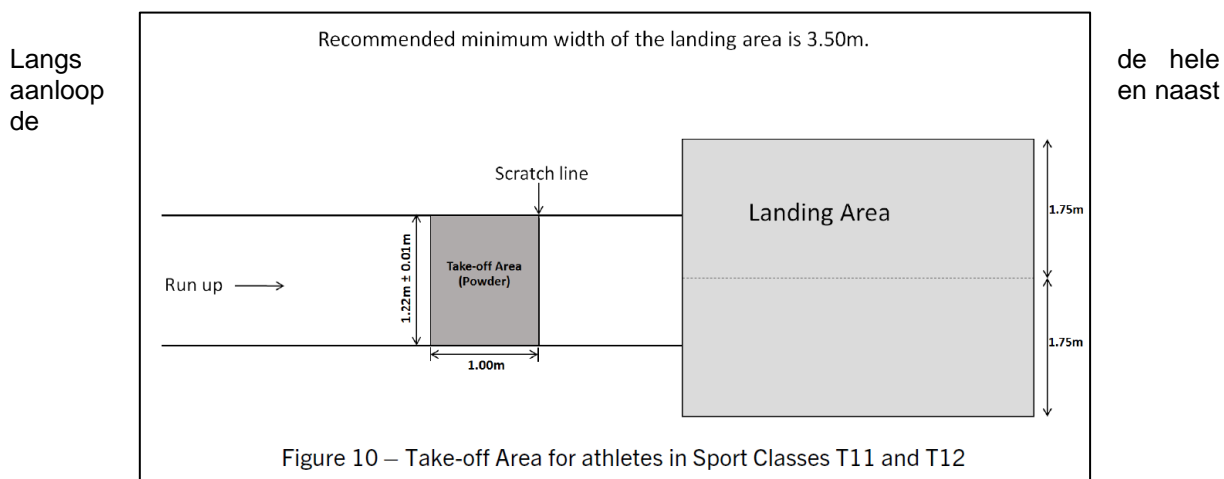 Recommended minimum width of the landing area is 3.50m.
Langs de hele
aanloop en naast
de
Scratch line
Landing Area
1.75m
Take-off Area
(Powder)
1.22m ± 0.01m
Run up
1.75m
1.00m
Figure 10 – Take-off Area for athletes in Sport Classes T11 and T12